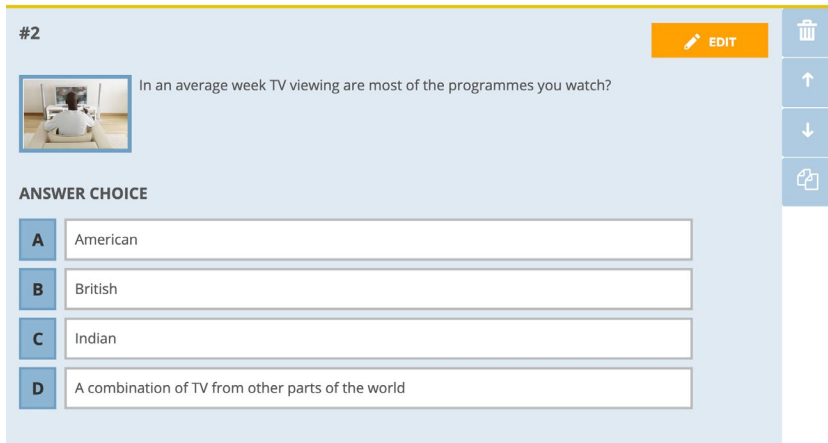 #2
EDIT
In an average week TV viewing are most of the programmes you watch?
ANSWER CHOICE
A American
B British
C Indian
D A combination of TV from other parts of the world